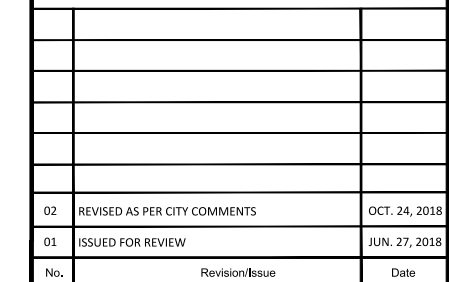 02 REVISED AS PER CITY COMMENTS OCT. 24, 2018
01 ISSUED FOR REVIEW JUN. 27, 2018
No. Revision/Issue Date